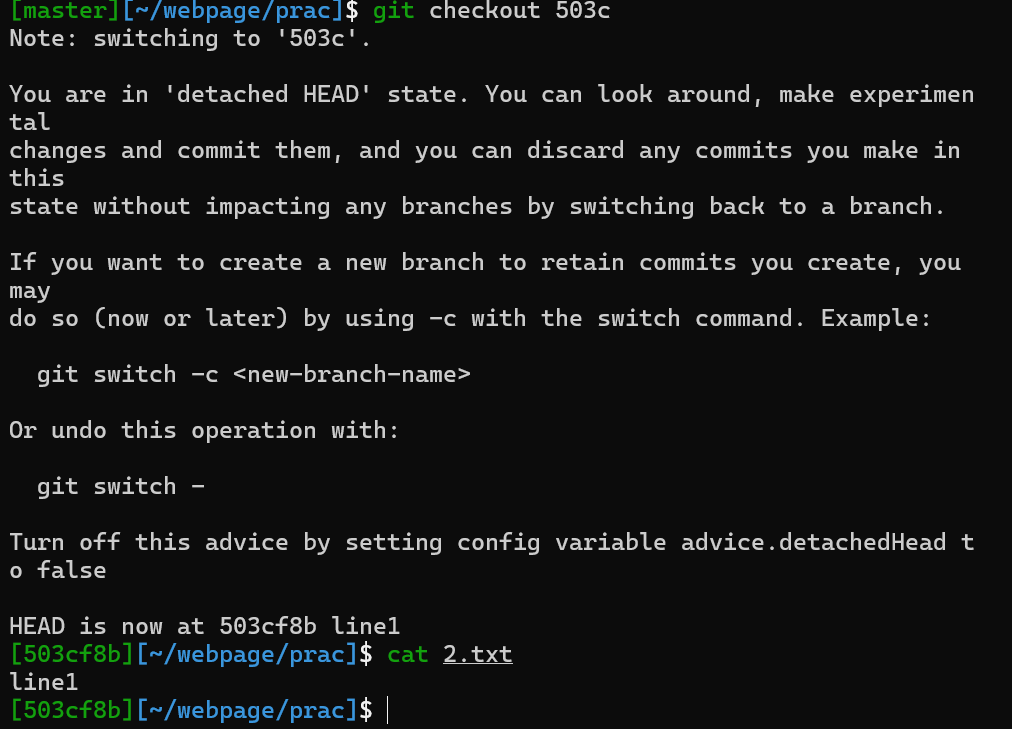 [master][~/webpage/prac]$ git checkout 503c
Note: switching to '503c'.

You are in 'detached HEAD' state. You can look around, make experimen
tal
changes and commit them, and you can discard any commits you make in
this
state without impacting any branches by switching back to a branch.

If you want to create a new branch to retain commits you create, you
may
do so (now or later) by using -c with the switch command. Example:

  git switch -c <new-branch-name>

Or undo this operation with:

  git switch -

Turn off this advice by setting config variable advice.detachedHead t
o false

HEAD is now at 503cf8b line1
[503cf8b][~/webpage/prac]$ cat 2.txt
line1
[503cf8b][~/webpage/prac]$